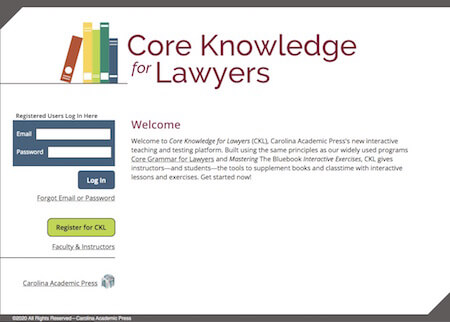 Core Knowledge
for Lawyers
Registered Users Log In Here
Email
Password
Log In
Forgot Email or Password
Register for CKL
Faculty & Instructors
Carolina Academic Press
Welcome
Welcome to Core Knowledge for Lawyers (CKL), Carolina Academic Press's new interactive
teaching and testing platform. Built using the same principles as our widely used programs
Core Grammar for Lawyers and Mastering The Bluebook Interactive Exercises, CKL gives
instructors—and students—the tools to supplement books and classtime with interactive
lessons and exercises. Get started now!
©2020 All Rights Reserved – Carolina Academic Press